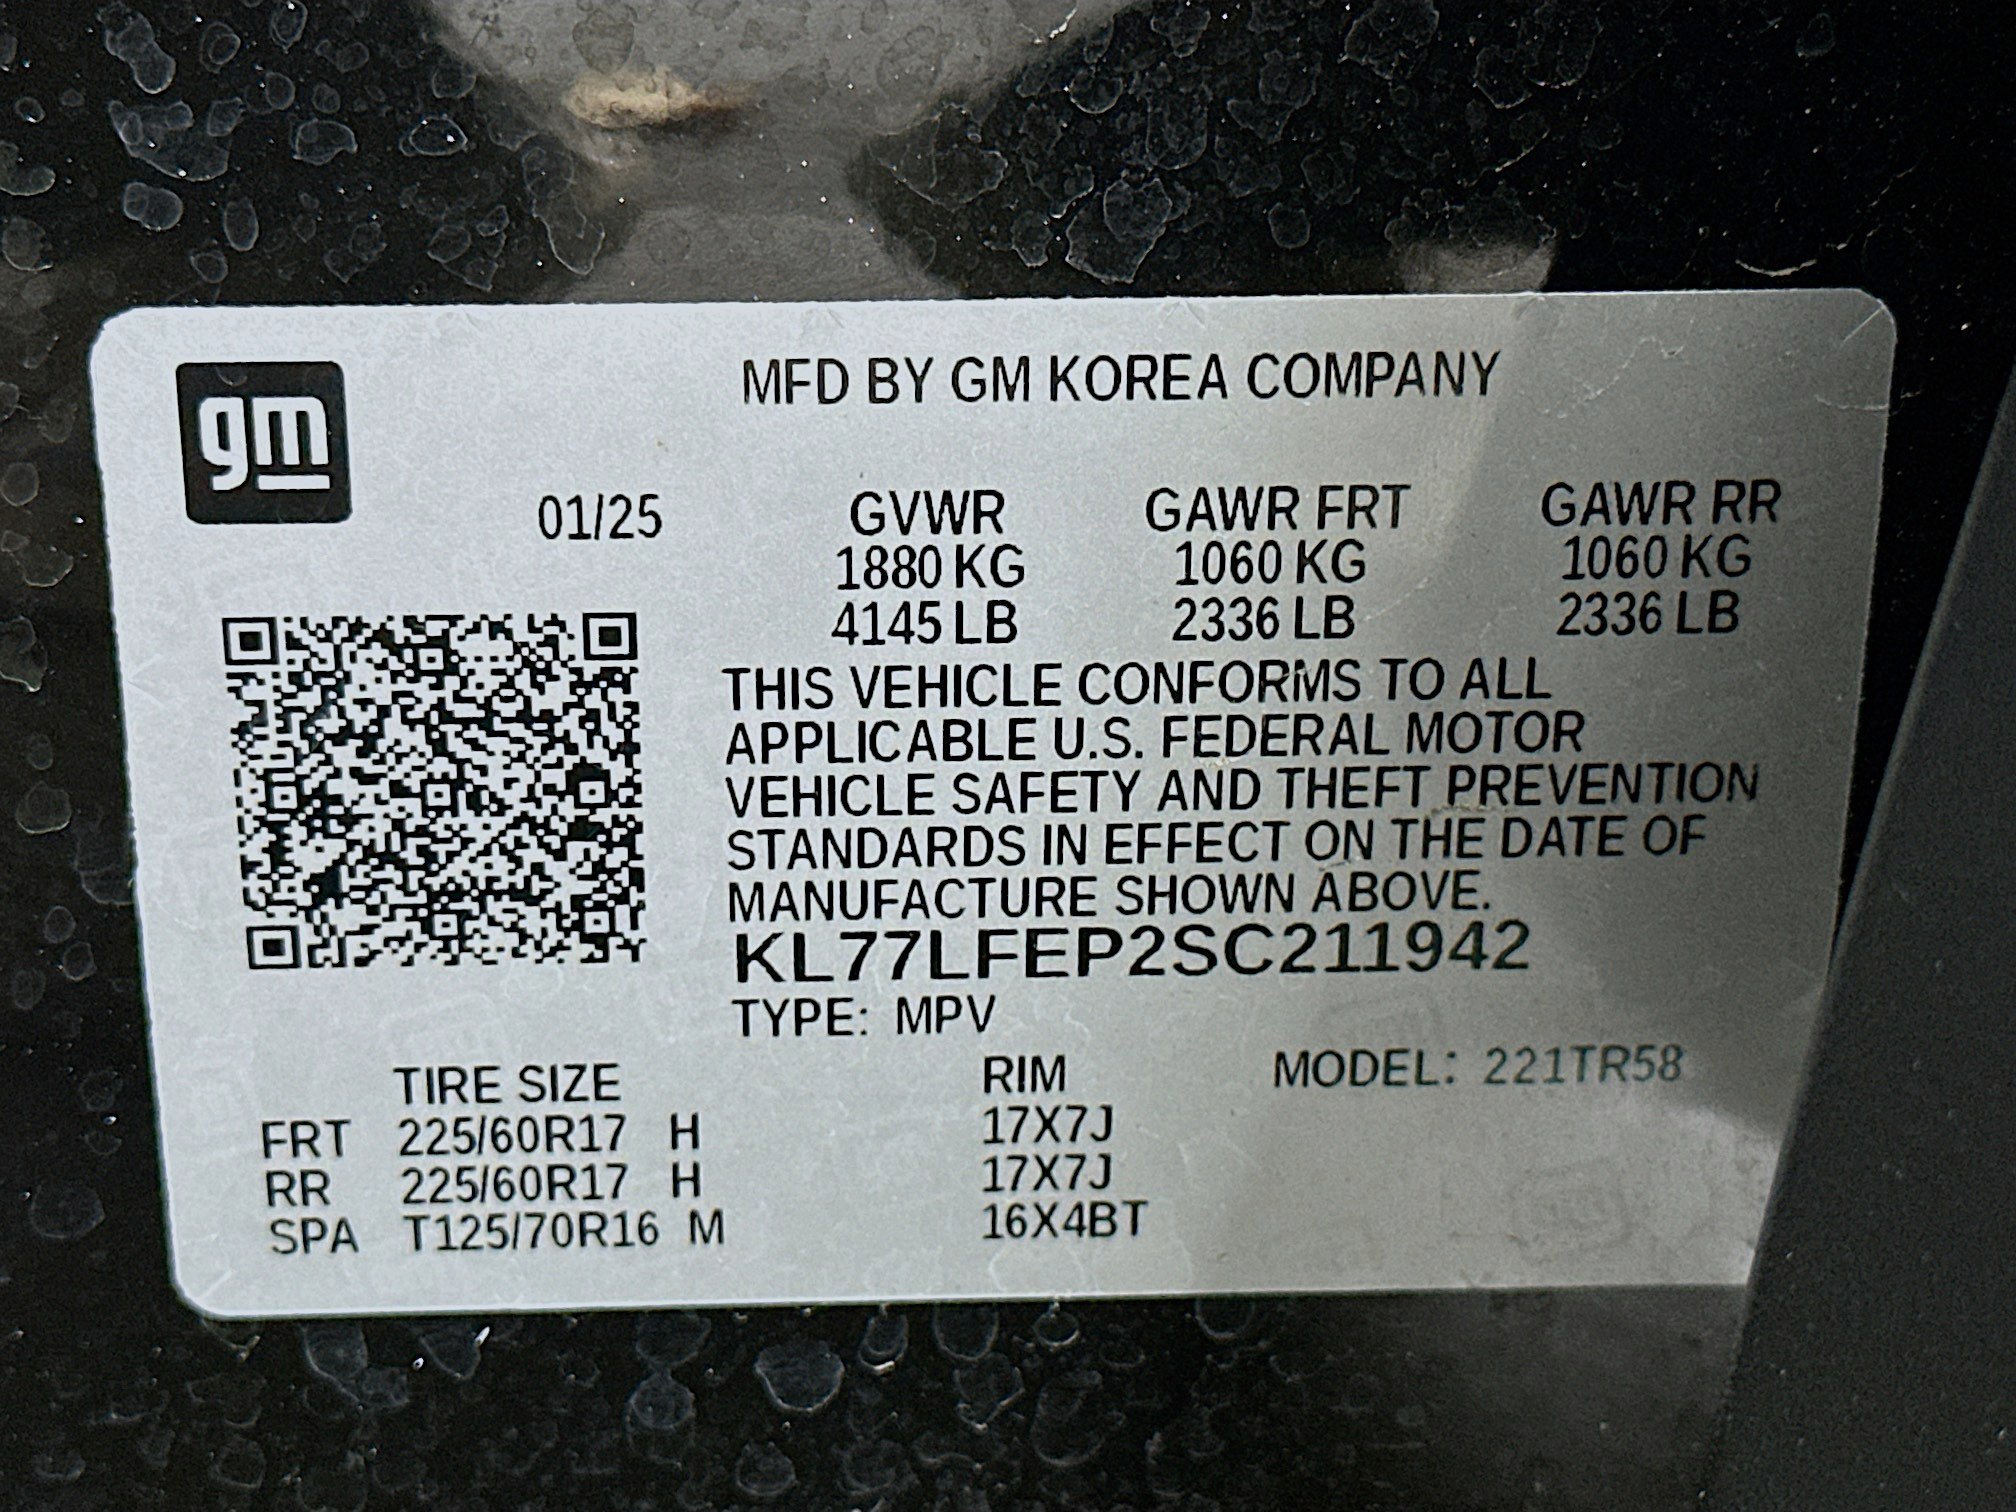 gm
MFD BY GM KOREA COMPANY
01/25 GVWR GAWR FRT GAWR RR
1880 KG 1060 KG 1060 KG
4145 LB 2336 LB 2336 LB
THIS VEHICLE CONFORMS TO ALL
APPLICABLE U.S. FEDERAL MOTOR
VEHICLE SAFETY AND THEFT PREVENTION
STANDARDS IN EFFECT ON THE DATE OF
MANUFACTURE SHOWN ABOVE.
KL77LFEP2SC211942
TYPE: MPV
TIRE SIZE RIM MODEL: 221TR58
FRT 225/60R17 H 17X7J
RR 225/60R17 H 17X7J
SPA T125/70R16 M 16X4BT